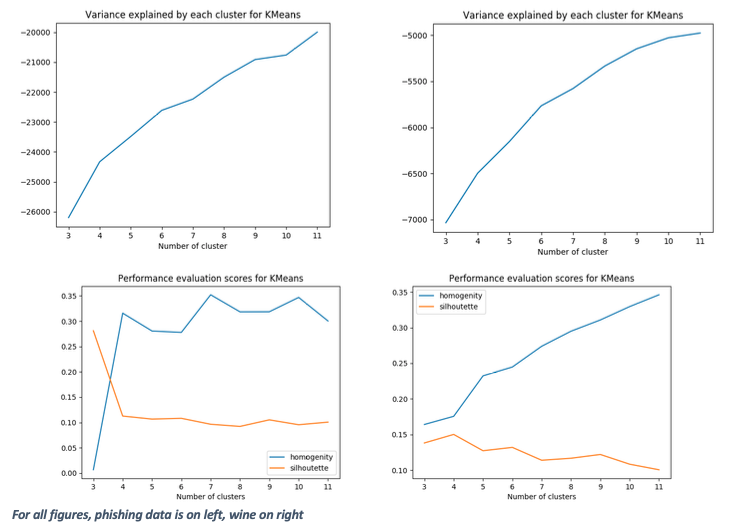 Variance explained by each cluster for KMeans
−20000
−21000
−22000
−23000
−24000
−25000
−26000
3 4 5 6 7 8 9 10 11
Number of cluster
Variance explained by each cluster for KMeans
−5000
−5500
−6000
−6500
−7000
3 4 5 6 7 8 9 10 11
Number of cluster
Performance evaluation scores for KMeans
0.35
0.30
0.25
0.20
0.15
0.10
0.05
0.00
homogenity
silhoutette
3 4 5 6 7 8 9 10 11
Number of clusters
Performance evaluation scores for KMeans
homogenity
silhoutette
0.35
0.30
0.25
0.20
0.15
0.10
3 4 5 6 7 8 9 10 11
Number of clusters
For all figures, phishing data is on left, wine on right